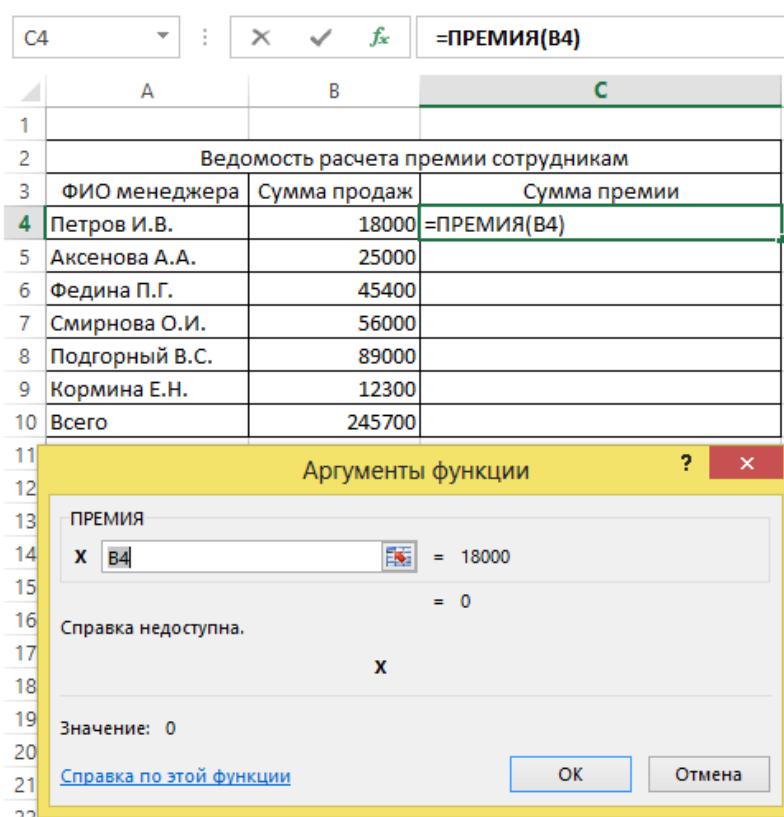 C4 fx =ПРЕМИЯ(B4)
A B C
1
2 Ведомость расчета премии сотрудникам
3 ФИО менеджера Сумма продаж Сумма премии
4 Петров И.В. 18000 =ПРЕМИЯ(B4)
5 Аксенова А.А. 25000
6 Федина П.Г. 45400
7 Смирнова О.И. 56000
8 Подгорный В.С. 89000
9 Кормина Е.Н. 12300
10 Всего 245700
11
Аргументы функции ? ×
12
13 ПРЕМИЯ
14 X B4 = 18000
15 = 0
16 Справка недоступна.
17 X
18
19 Значение: 0
20
21 Справка по этой функции OK Отмена
22